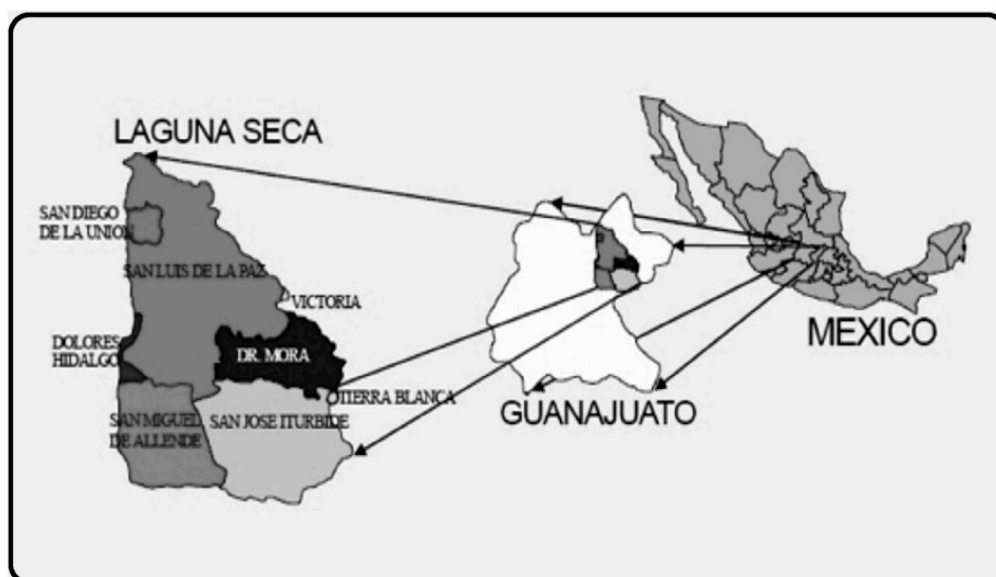 LAGUNA SECA
SAN DIEGO
DE LA UNION
SAN LUIS DE LA PAZ
VICTORIA
DOLORES
HIDALGO
DR. MORA
TIERRA BLANCA
SAN MIGUEL
DE ALLENDE
SAN JOSE ITURBIDE
GUANAJUATO
MEXICO